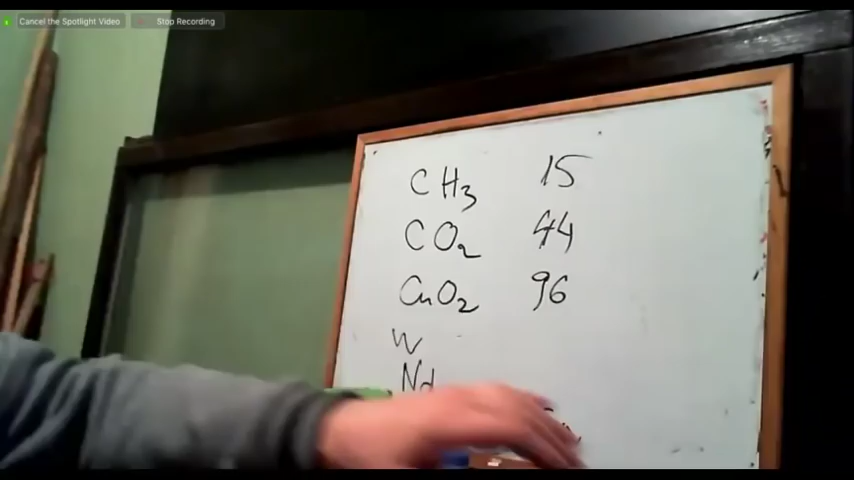 Cancel the Spotlight Video
Stop Recording
CH3 15
CO2 44
CuO2 96
W
Nd